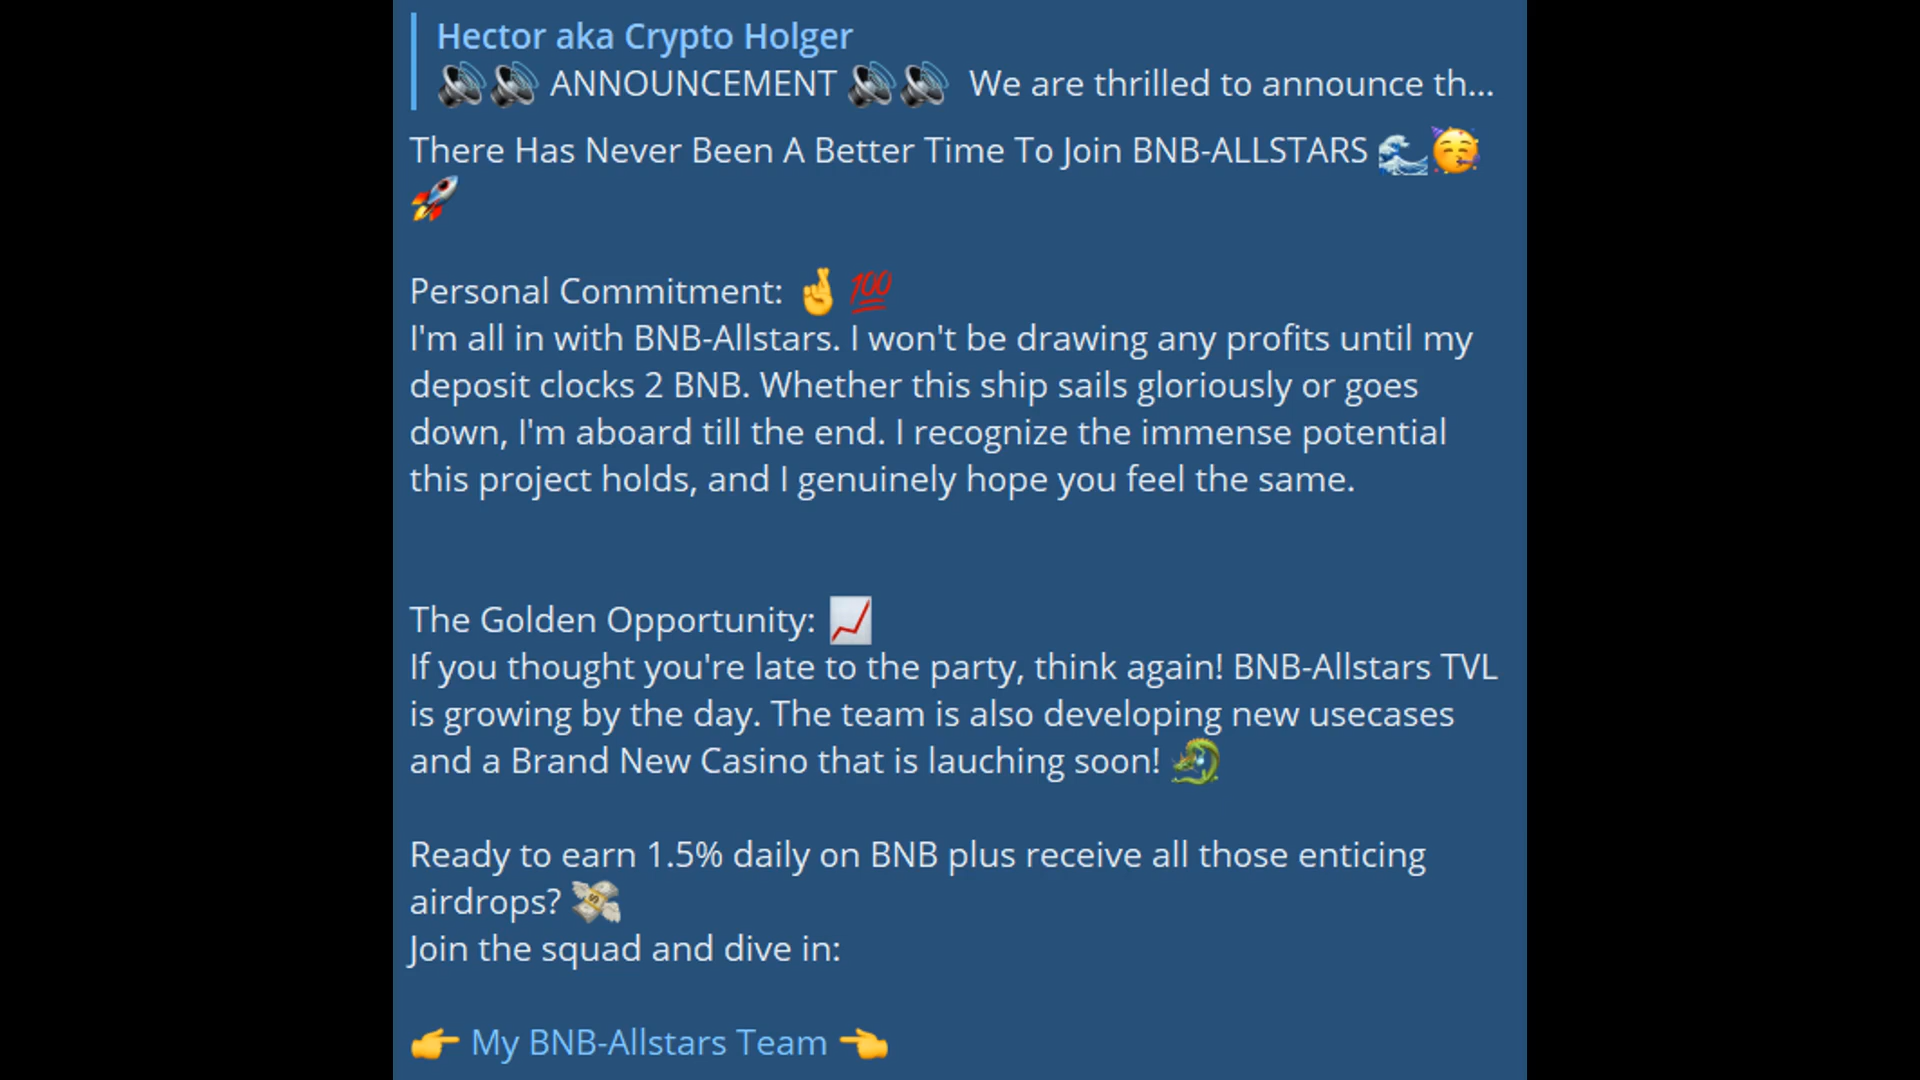 Hector aka Crypto Holger
🔊🔊 ANNOUNCEMENT 🔊🔊 We are thrilled to announce th...
There Has Never Been A Better Time To Join BNB-ALLSTARS 🌊🥳
🚀
Personal Commitment: 🤞💯
I'm all in with BNB-Allstars. I won't be drawing any profits until my
deposit clocks 2 BNB. Whether this ship sails gloriously or goes
down, I'm aboard till the end. I recognize the immense potential
this project holds, and I genuinely hope you feel the same.
The Golden Opportunity: 📈
If you thought you're late to the party, think again! BNB-Allstars TVL
is growing by the day. The team is also developing new usecases
and a Brand New Casino that is lauching soon! 🐉
Ready to earn 1.5% daily on BNB plus receive all those enticing
airdrops? 💸
Join the squad and dive in:
👉 My BNB-Allstars Team 👈